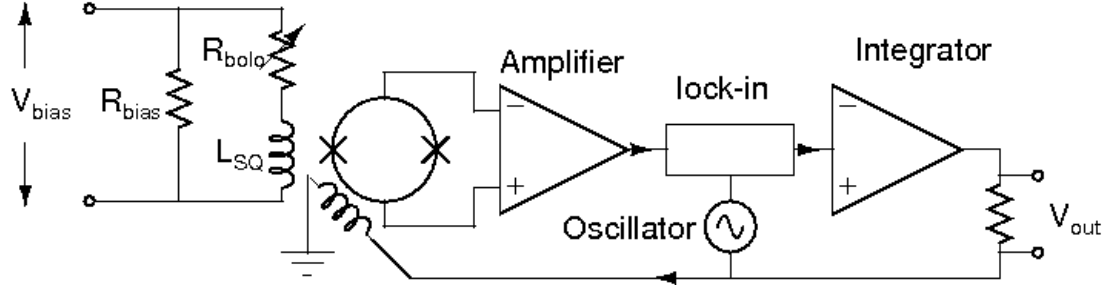 V_bias
R_bias
R_bolo
L_SQ
Amplifier
−
+
lock-in
Oscillator
Integrator
−
+
V_out